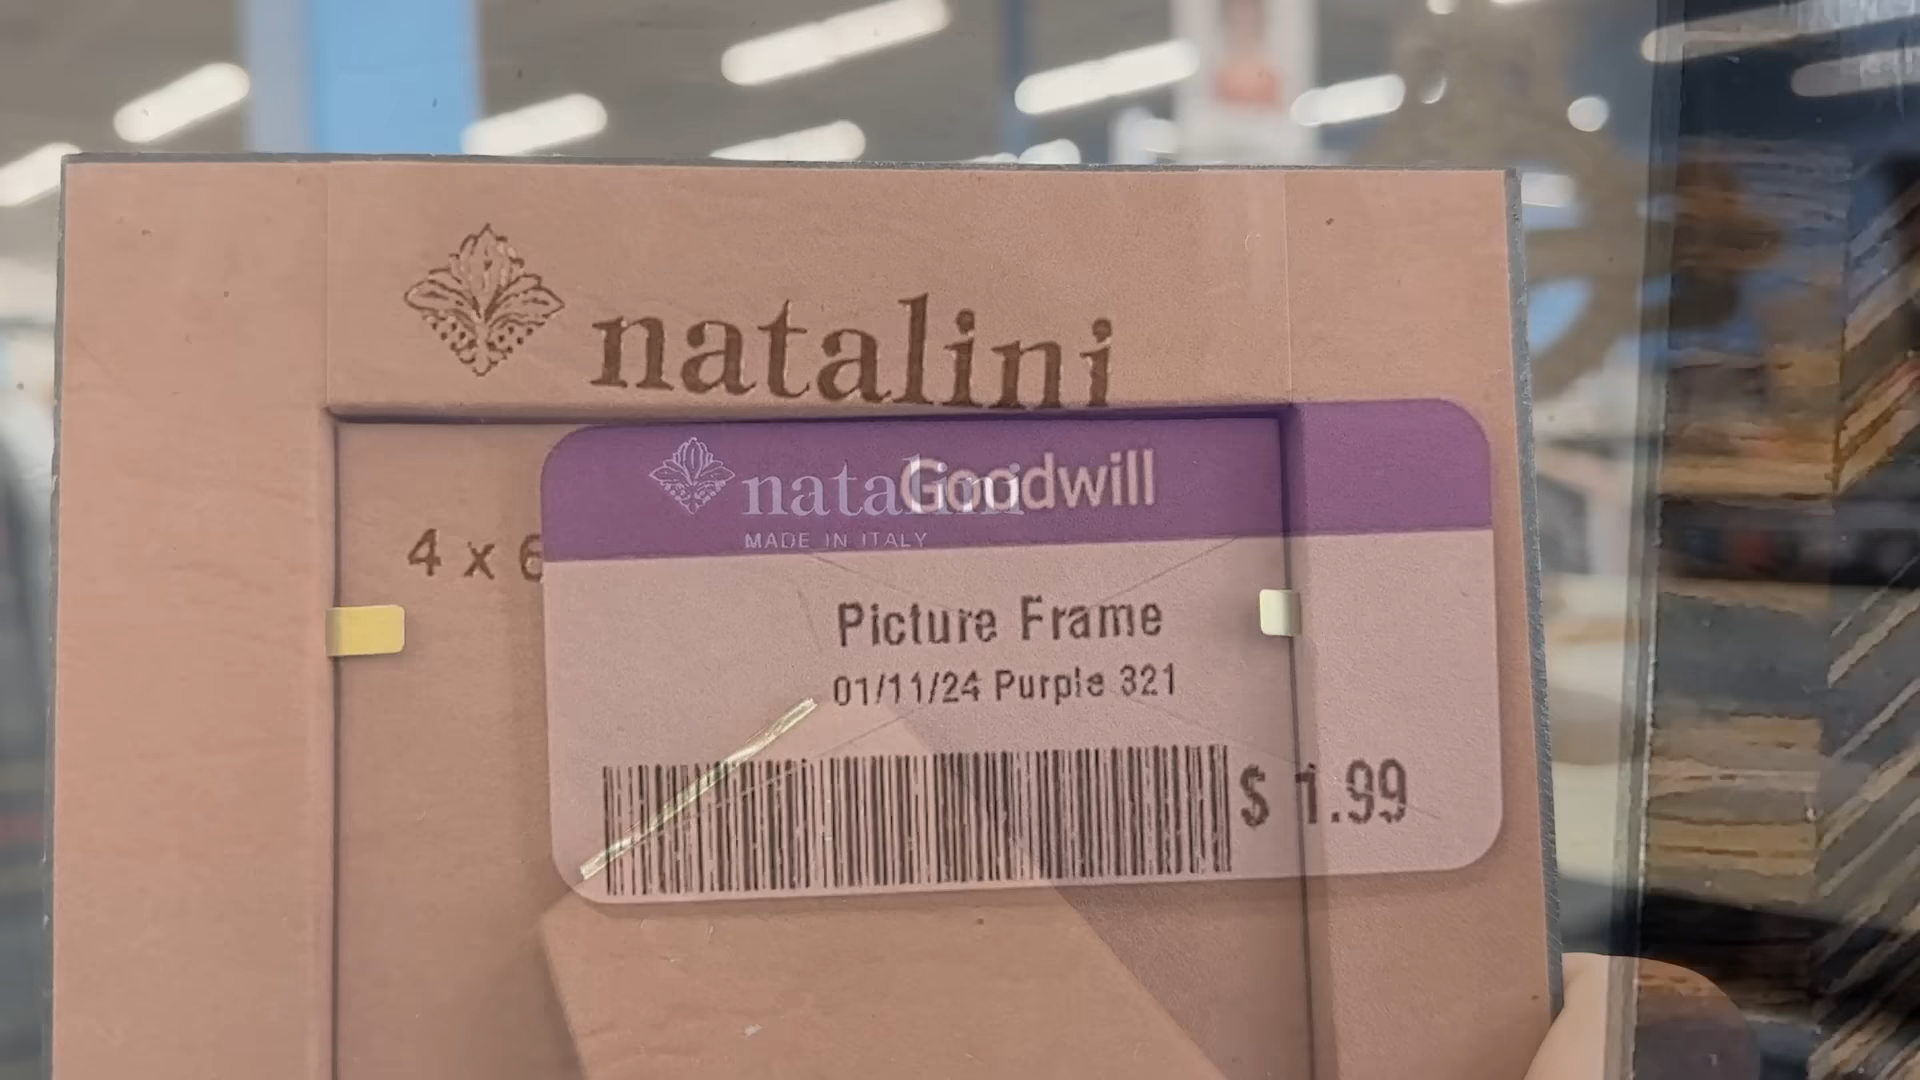 natalini
Goodwill
natalini
MADE IN ITALY
4 x 6
Picture Frame
01/11/24 Purple 321
$ 1.99